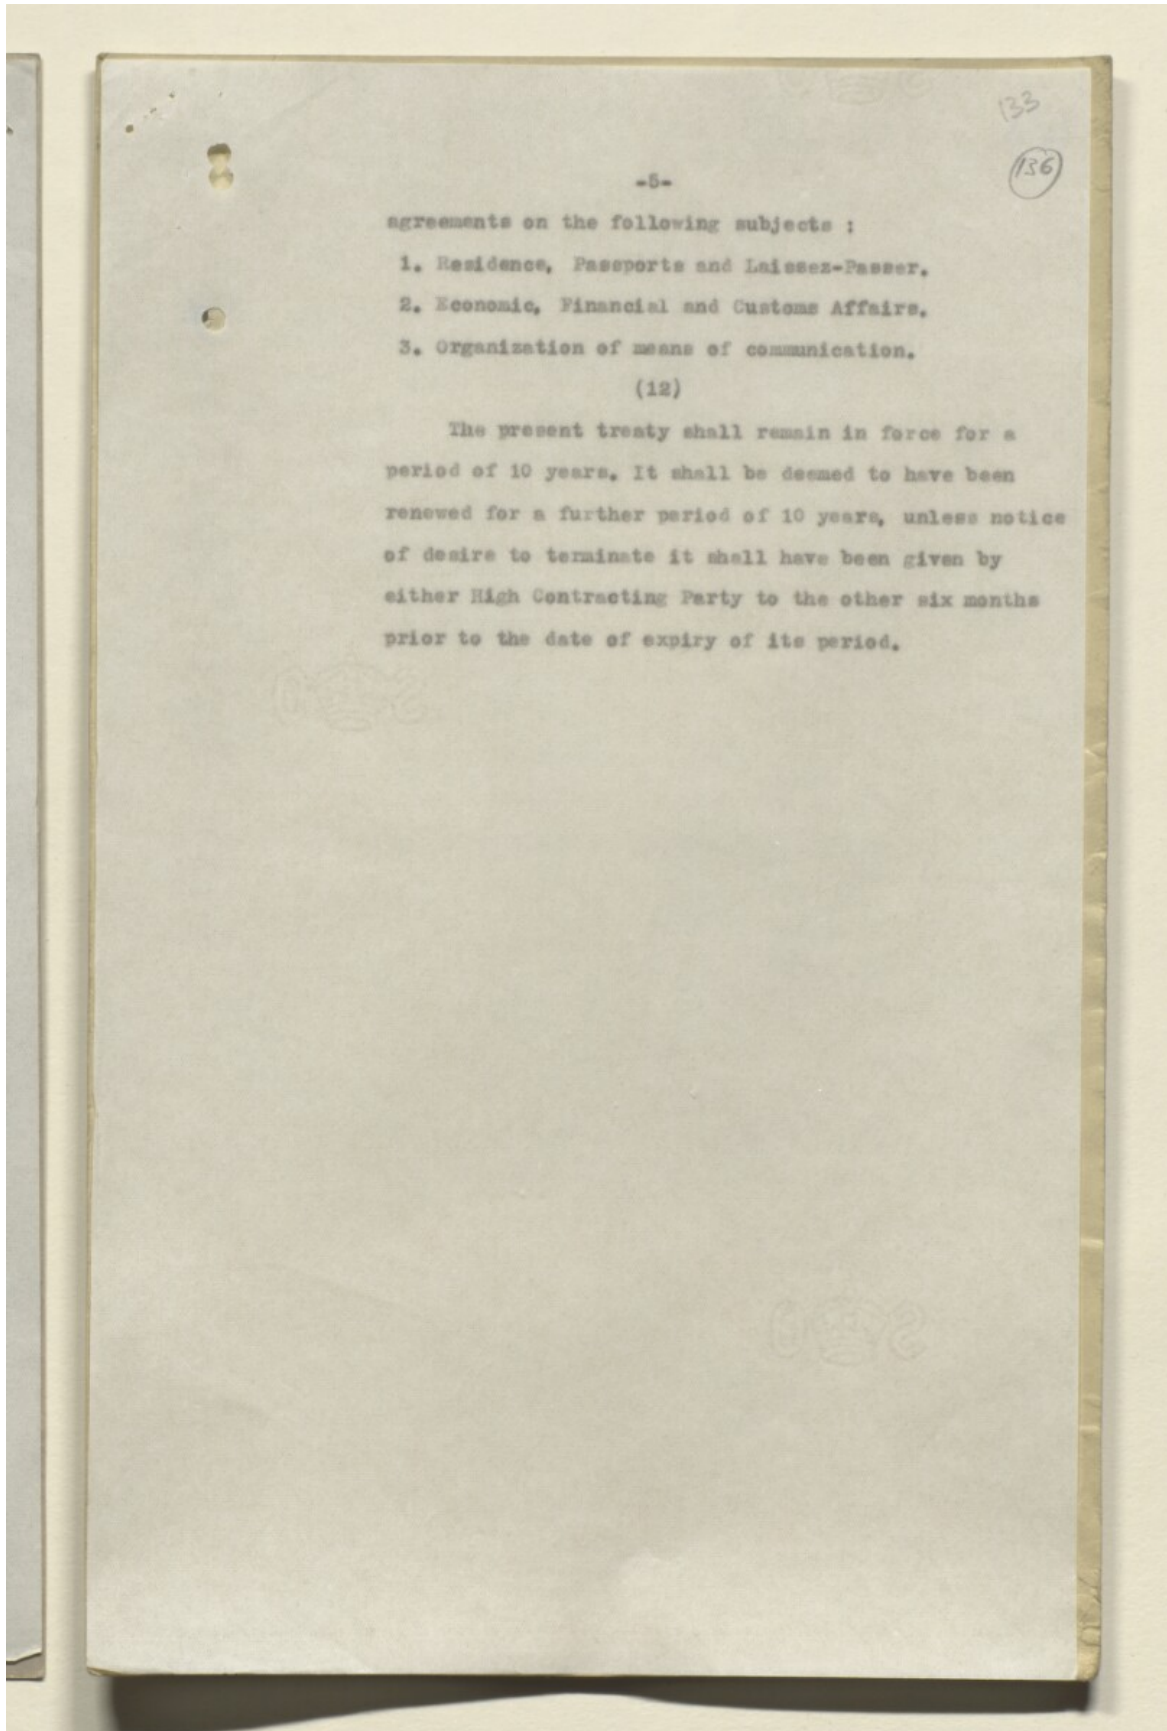 133
136
-5-
agreements on the following subjects :
1. Residence, Passports and Laissez-Passer.
2. Economic, Financial and Customs Affairs.
3. Organization of means of communication.
(12)
The present treaty shall remain in force for a
period of 10 years. It shall be deemed to have been
renewed for a further period of 10 years, unless notice
of desire to terminate it shall have been given by
either High Contracting Party to the other six months
prior to the date of expiry of its period.